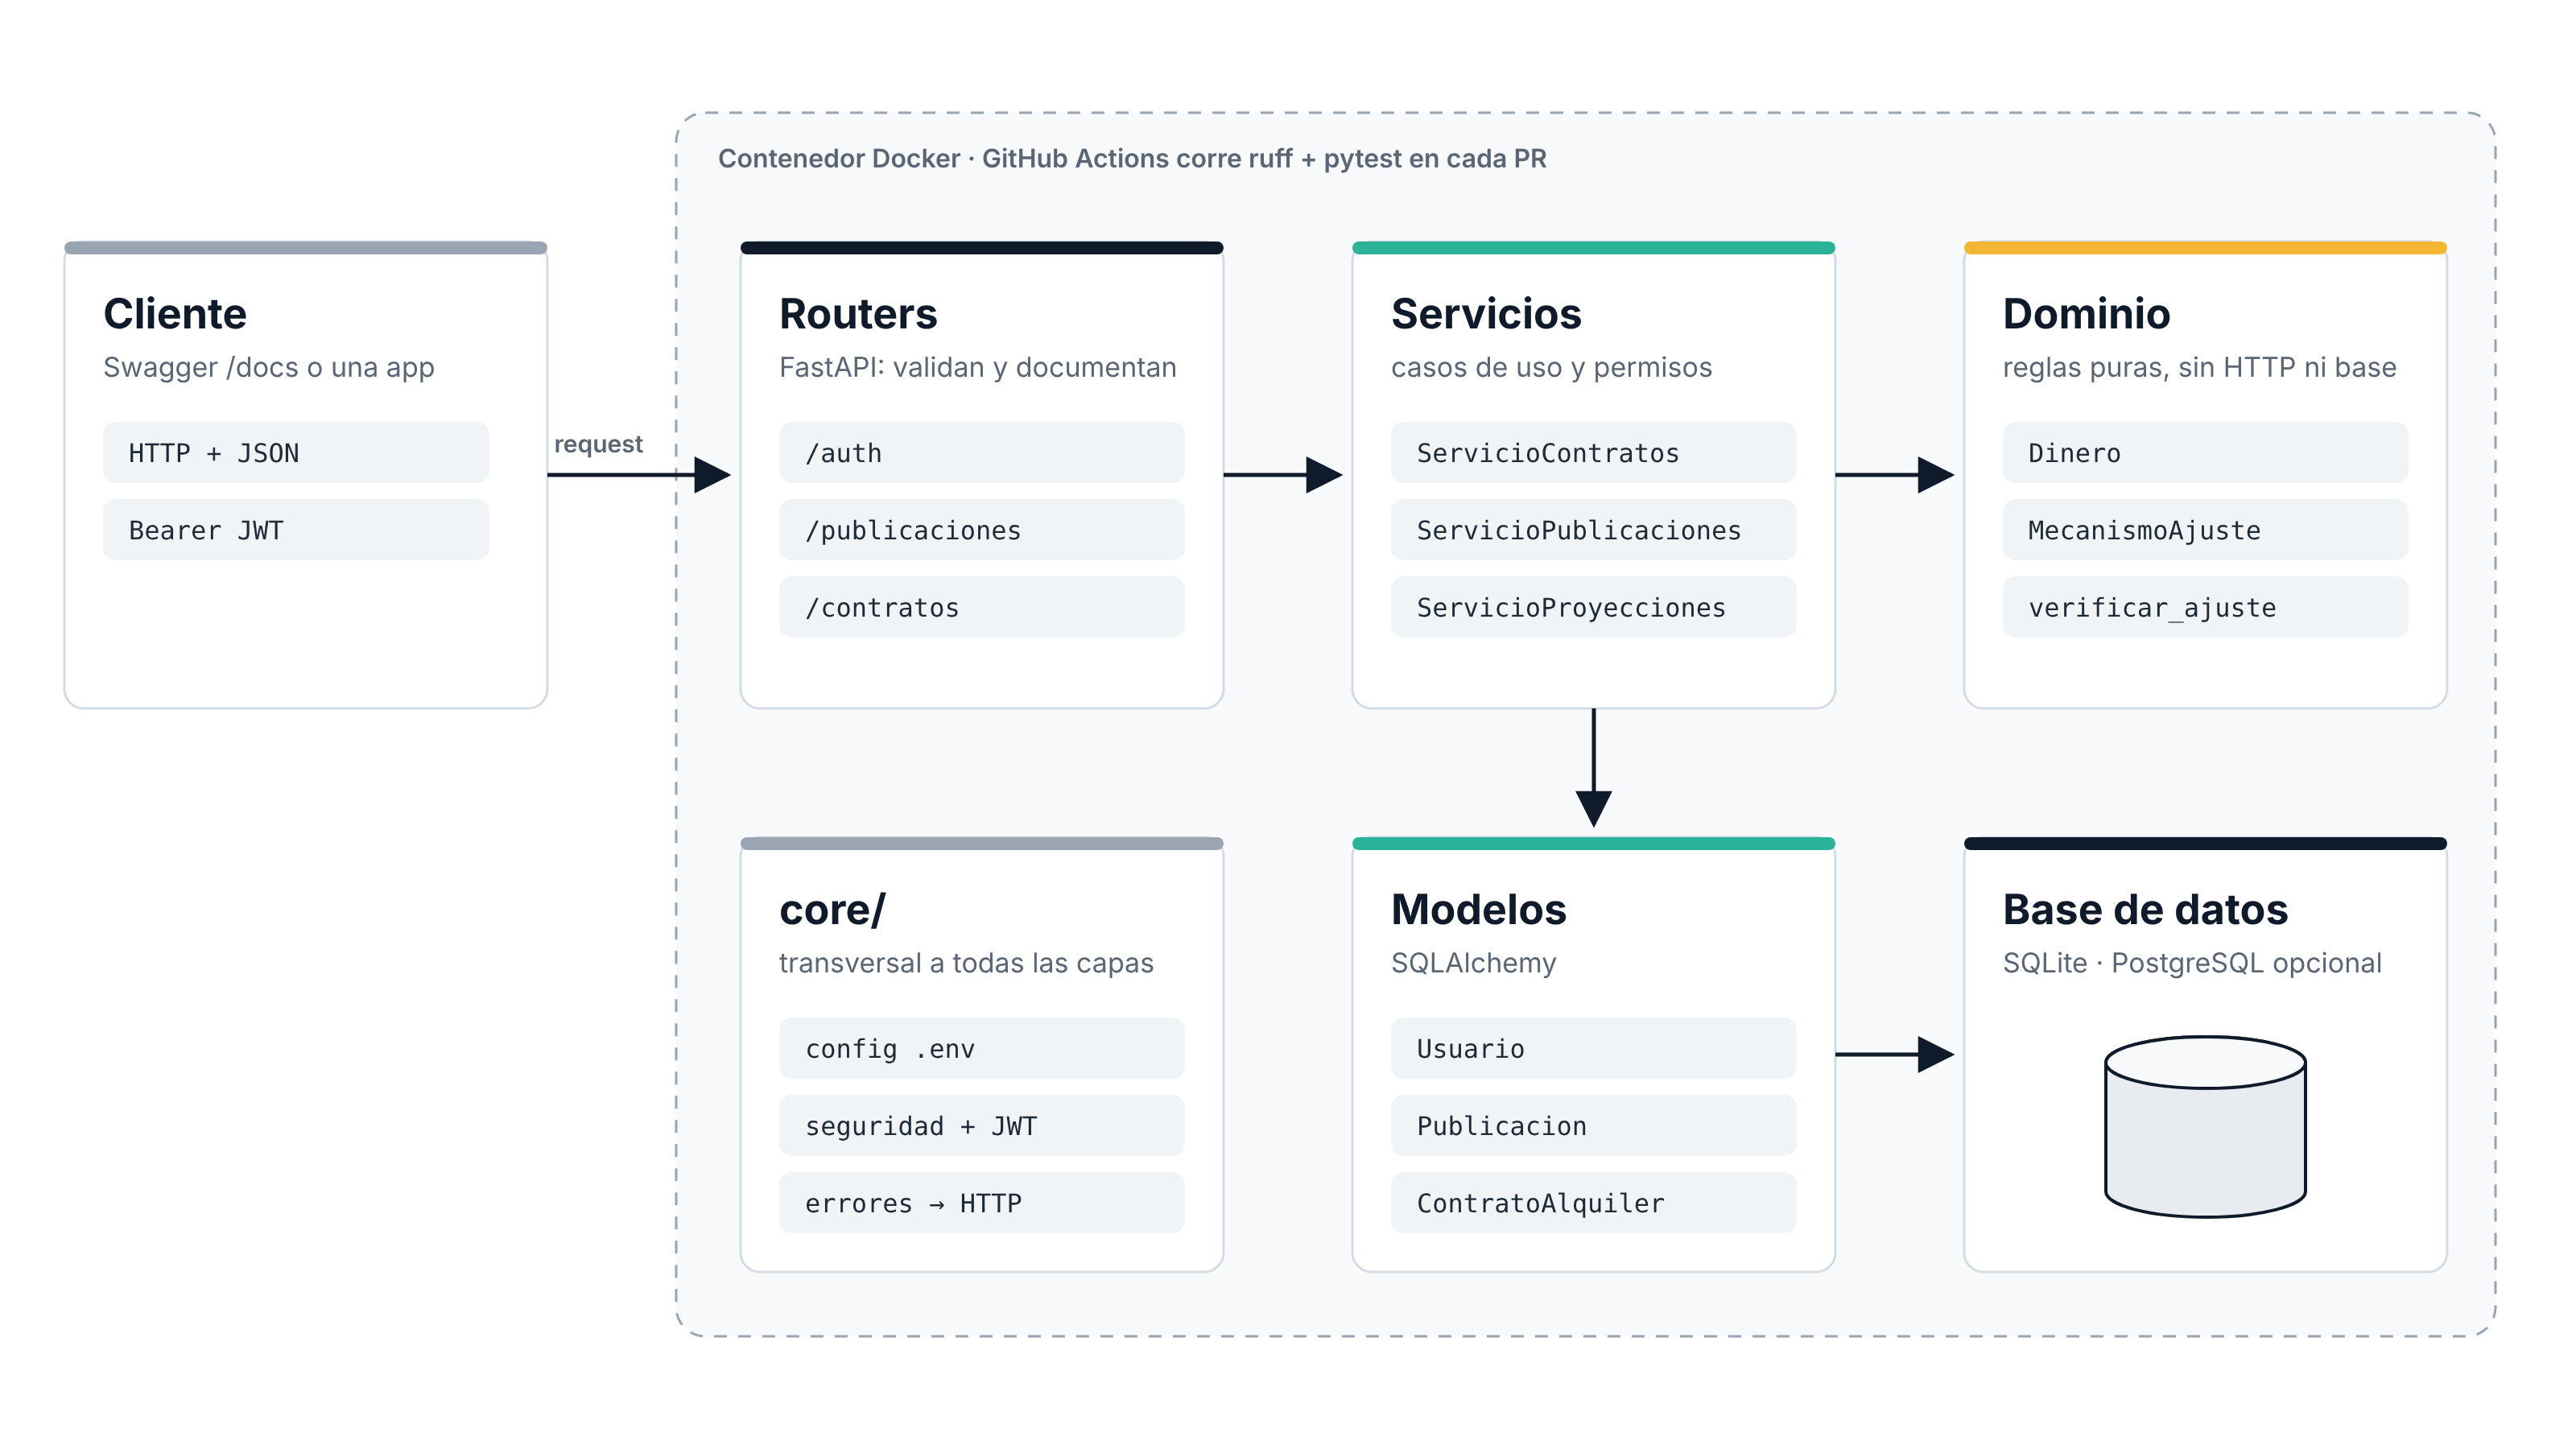 Contenedor Docker · GitHub Actions corre ruff + pytest en cada PR
Cliente
Swagger /docs o una app
HTTP + JSON
Bearer JWT
request
Routers
FastAPI: validan y documentan
/auth
/publicaciones
/contratos
Servicios
casos de uso y permisos
ServicioContratos
ServicioPublicaciones
ServicioProyecciones
Dominio
reglas puras, sin HTTP ni base
Dinero
MecanismoAjuste
verificar_ajuste
core/
transversal a todas las capas
config .env
seguridad + JWT
errores → HTTP
Modelos
SQLAlchemy
Usuario
Publicacion
ContratoAlquiler
Base de datos
SQLite · PostgreSQL opcional